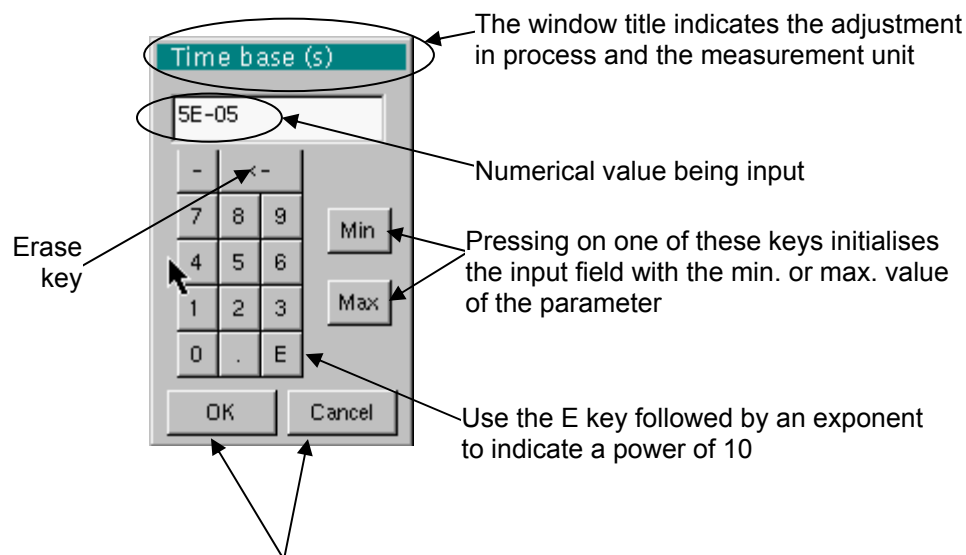 The window title indicates the adjustment
in process and the measurement unit
Time base (s)
5E-05
Numerical value being input
- <-
7 8 9
Min
Pressing on one of these keys initialises
the input field with the min. or max. value
of the parameter
Erase
key
4 5 6
1 2 3
Max
0 . E
OK Cancel
Use the E key followed by an exponent
to indicate a power of 10